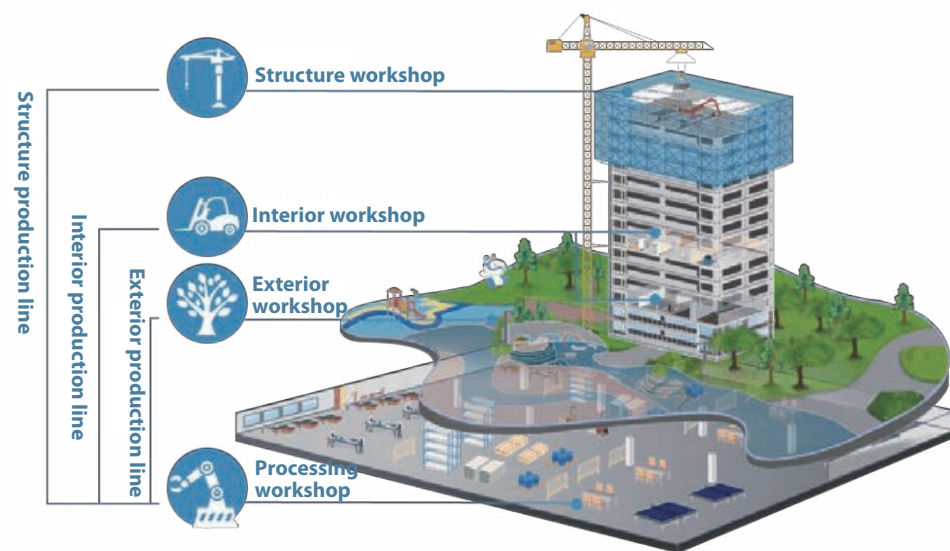 Structure workshop
Interior workshop
Exterior
workshop
Processing
workshop
Structure production line
Interior production line
Exterior production line